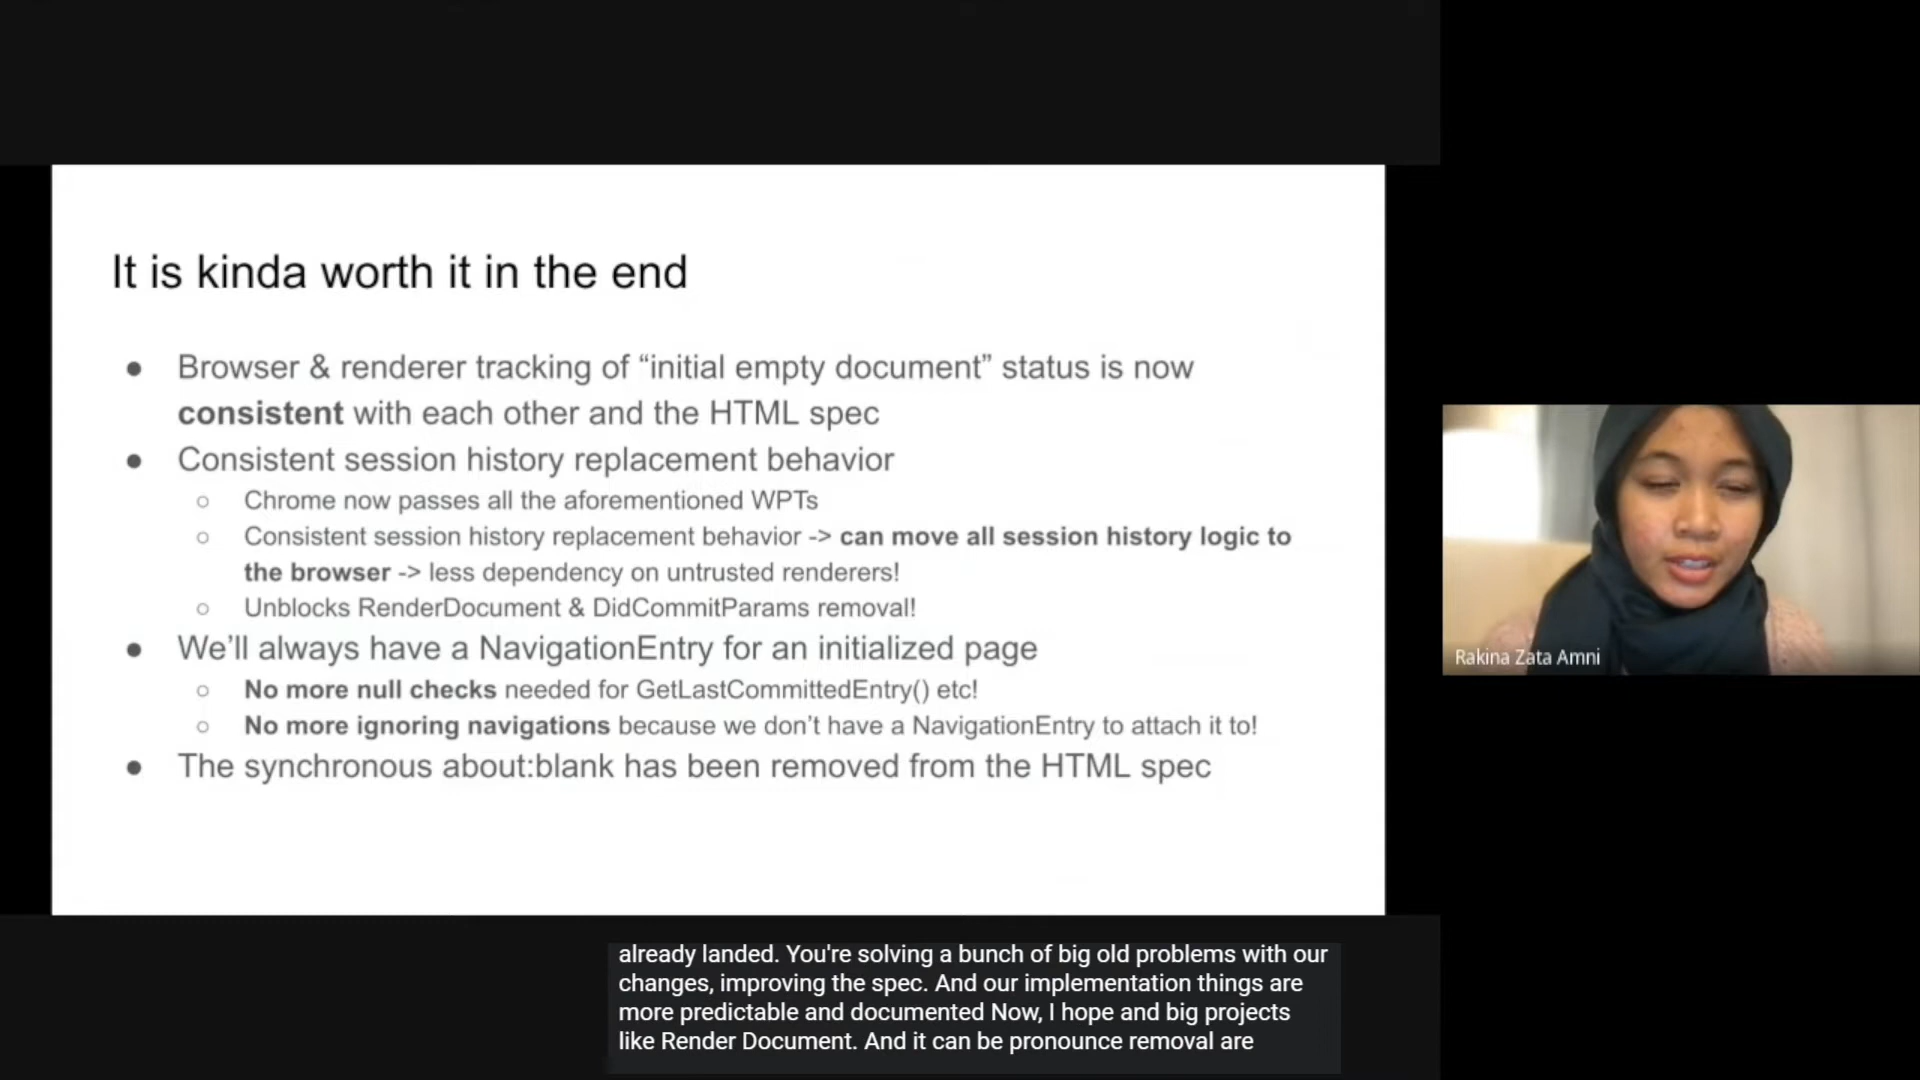 It is kinda worth it in the end
● Browser & renderer tracking of “initial empty document” status is now
consistent with each other and the HTML spec
● Consistent session history replacement behavior
○ Chrome now passes all the aforementioned WPTs
○ Consistent session history replacement behavior -> can move all session history logic to
the browser -> less dependency on untrusted renderers!
○ Unblocks RenderDocument & DidCommitParams removal!
● We’ll always have a NavigationEntry for an initialized page
○ No more null checks needed for GetLastCommittedEntry() etc!
○ No more ignoring navigations because we don’t have a NavigationEntry to attach it to!
● The synchronous about:blank has been removed from the HTML spec
Rakina Zata Amni
already landed. You're solving a bunch of big old problems with our
changes, improving the spec. And our implementation things are
more predictable and documented Now, I hope and big projects
like Render Document. And it can be pronounce removal are